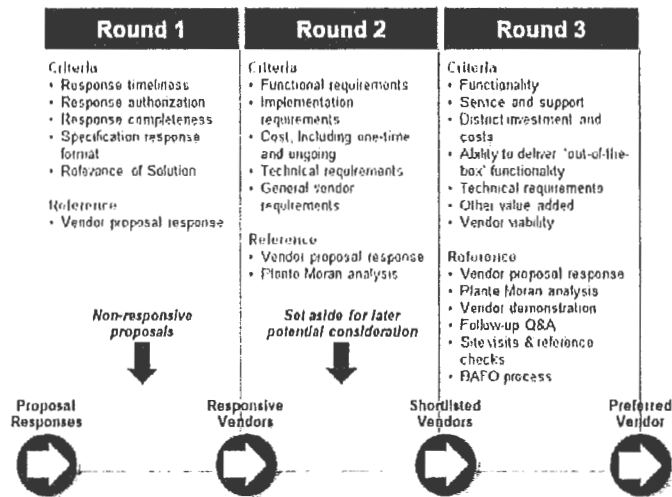 Round 1
Criteria
• Response timeliness
• Response authorization
• Response completeness
• Specification response
format
• Relevance of Solution
Reference
• Vendor proposal response
Non-responsive
proposals
Round 2
Criteria
• Functional requirements
• Implementation
requirements
• Cost, Including one-time
and ongoing
• Technical requirements
• General vendor
requirements
Reference
• Vendor proposal response
• Plante Moran analysis
Set aside for later
potential consideration
Round 3
Criteria
• Functionality
• Service and support
• District investment and
costs
• Ability to deliver "out-of-the-
box' functionality
• Technical requirements
• Other value added
• Vendor viability
Reference
• Vendor proposal response
• Plante Moran analysis
• Vendor demonstration
• Follow-up Q&A
• Site visits & reference
checks
• BAFO process
Proposal
Responses
Responsive
Vendors
Shortlisted
Vendors
Preferred
Vendor